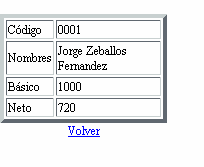 Código 0001
Nombres Jorge Zeballos
Fernandez
Básico 1000
Neto 720
Volver